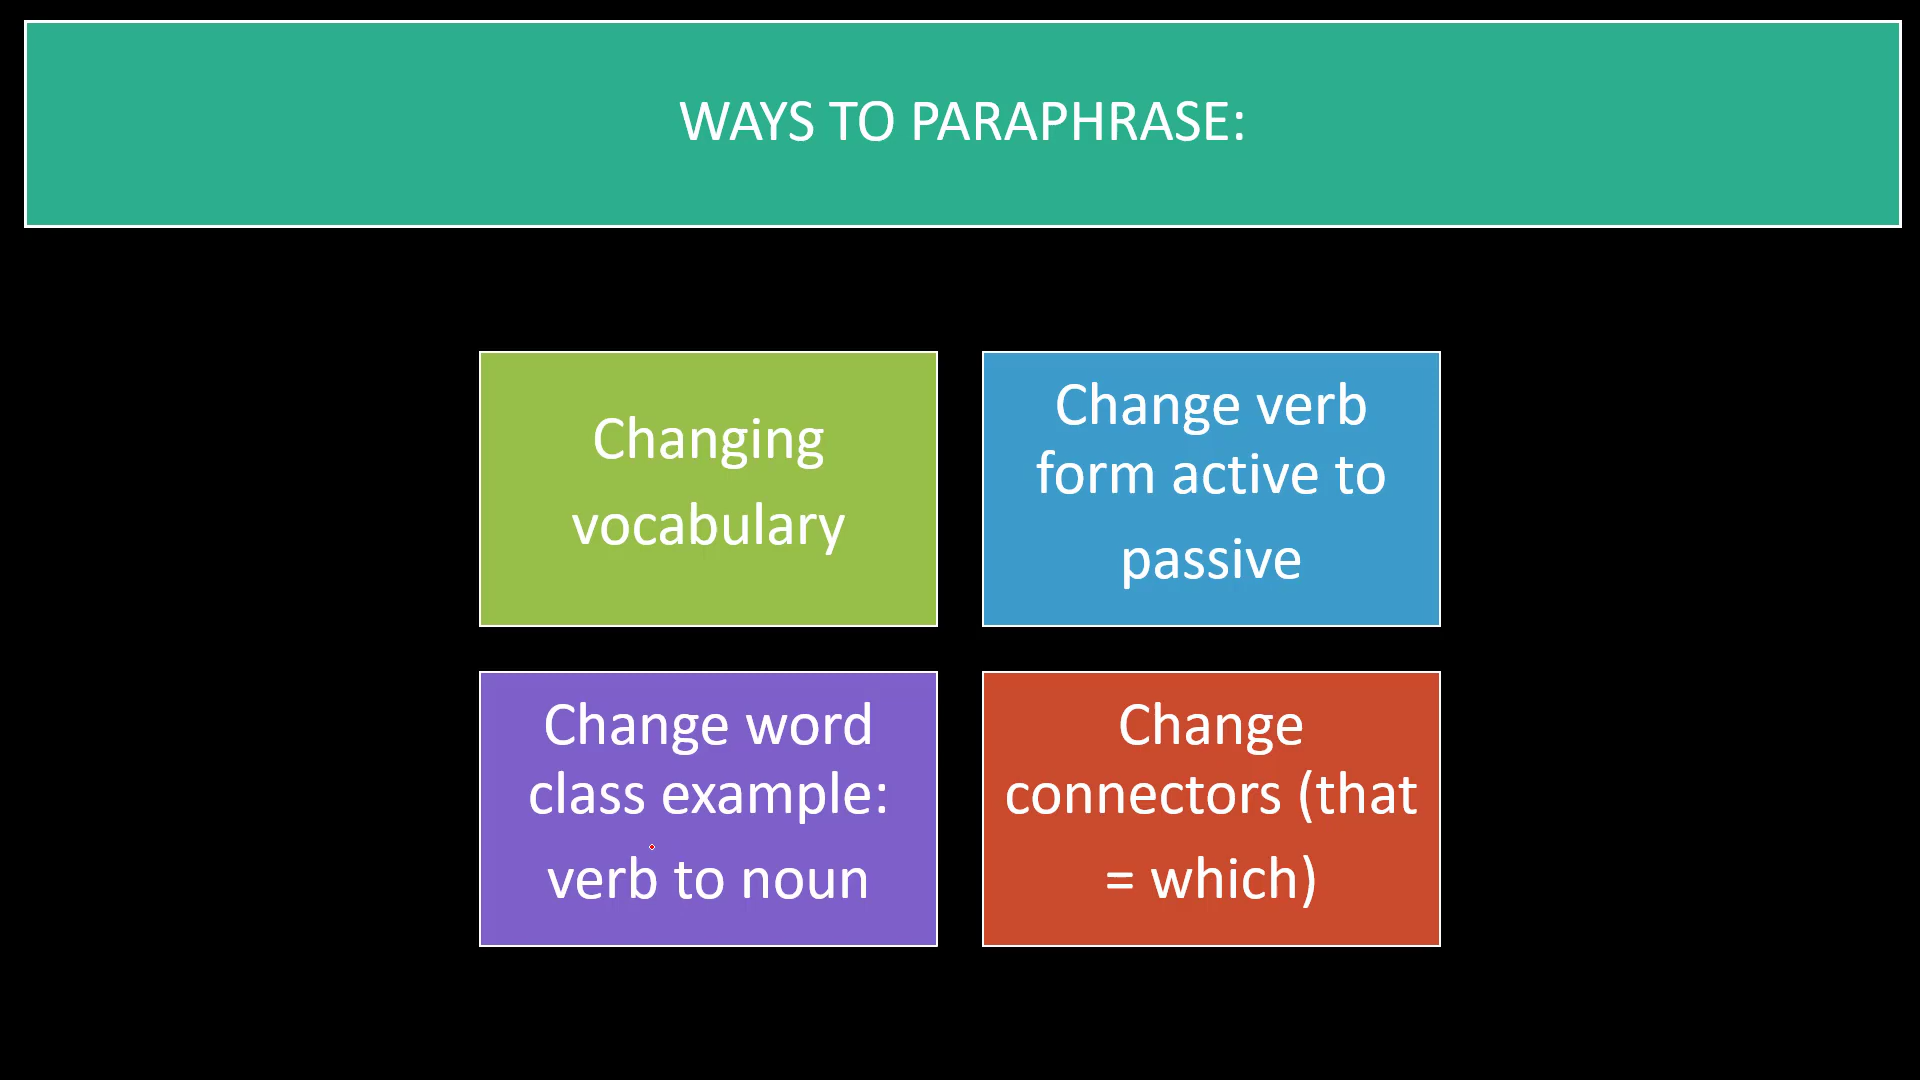 WAYS TO PARAPHRASE:
Changing
vocabulary
Change verb
form active to
passive
Change word
class example:
verb to noun
Change
connectors (that
= which)